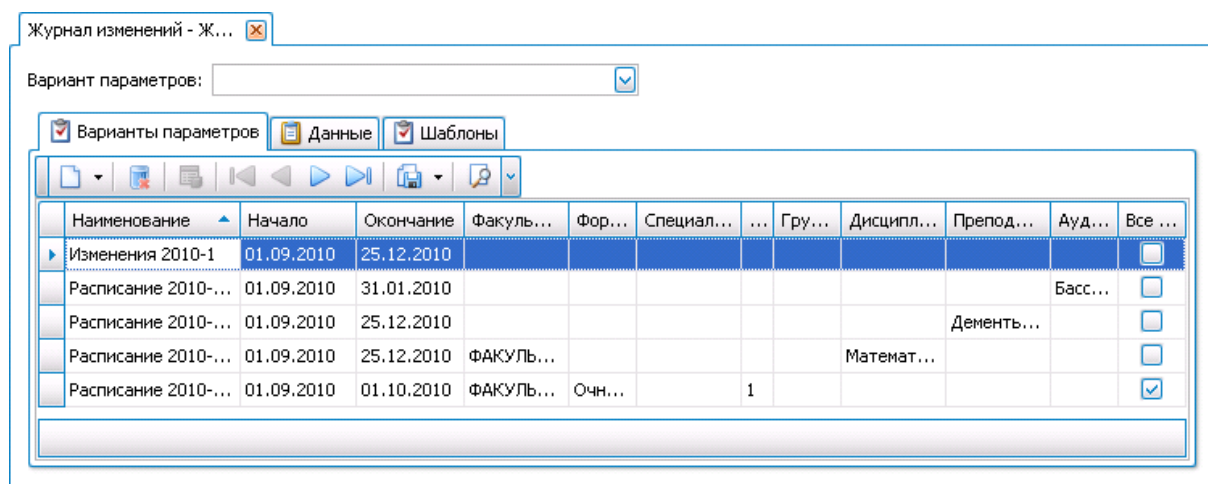 Журнал изменений - Ж...
Вариант параметров:
Варианты параметров Данные Шаблоны
Наименование Начало Окончание Факуль... Фор... Специал... ... Гру... Дисципл... Препод... Ауд... Все ...
Изменения 2010-1 01.09.2010 25.12.2010
Расписание 2010-... 01.09.2010 31.01.2010 Басс...
Расписание 2010-... 01.09.2010 25.12.2010 Дементь...
Расписание 2010-... 01.09.2010 25.12.2010 ФАКУЛЬ... Математ...
Расписание 2010-... 01.09.2010 01.10.2010 ФАКУЛЬ... Очн... 1